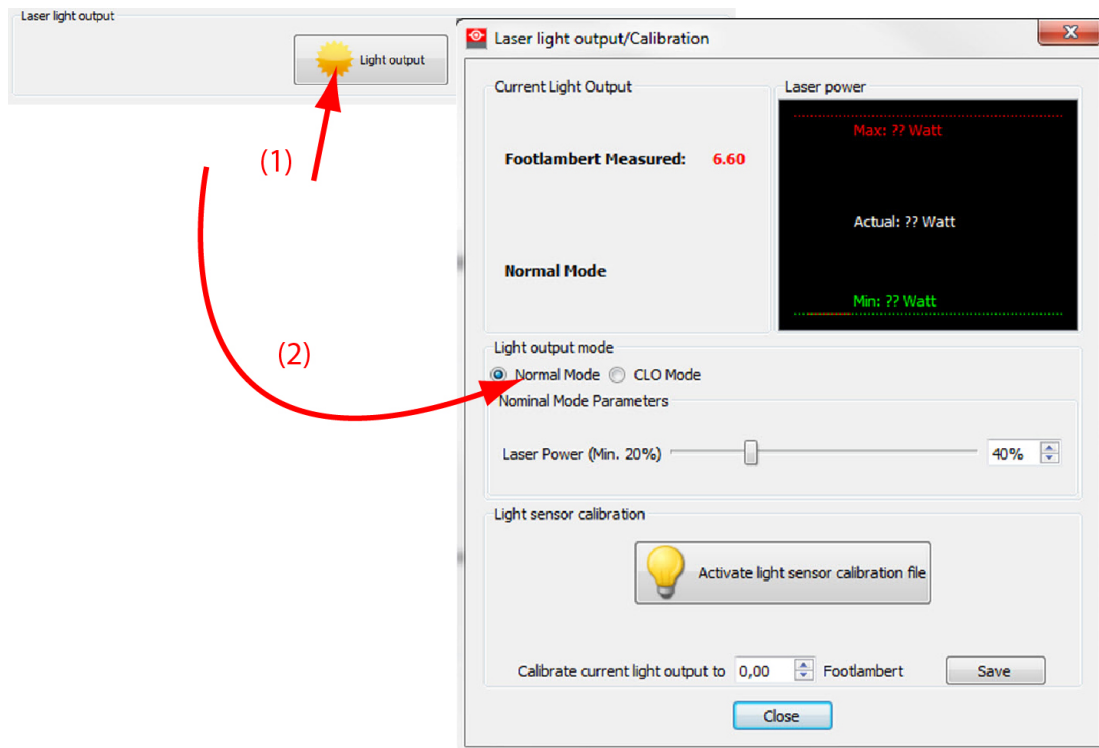 Laser light output
Light output
(1)
(2)
Laser light output/Calibration
Current Light Output
Footlambert Measured: 6.60
Normal Mode
Laser power
Max: ?? Watt
Actual: ?? Watt
Min: ?? Watt
Light output mode
Normal Mode CLO Mode
Nominal Mode Parameters
Laser Power (Min. 20%) 40%
Light sensor calibration
Activate light sensor calibration file
Calibrate current light output to 0,00 Footlambert Save
Close